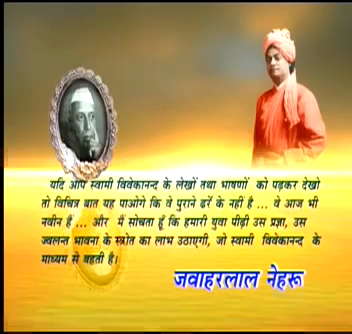 यदि आप स्वामी विवेकानन्द के लेखों तथा भाषणों को पढ़कर देखो
तो विचित्र बात यह पाओगे कि वे पुराने ढर्रे के नहीं है ... वे आज भी
नवीन हैं ... और मैं सोचता हूँ कि हमारी युवा पीढ़ी उस प्रज्ञा, उस
ज्वलन्त भावना के स्त्रोत का लाभ उठाएगी, जो स्वामी विवेकानन्द के
माध्यम से बहती है।
जवाहरलाल नेहरू